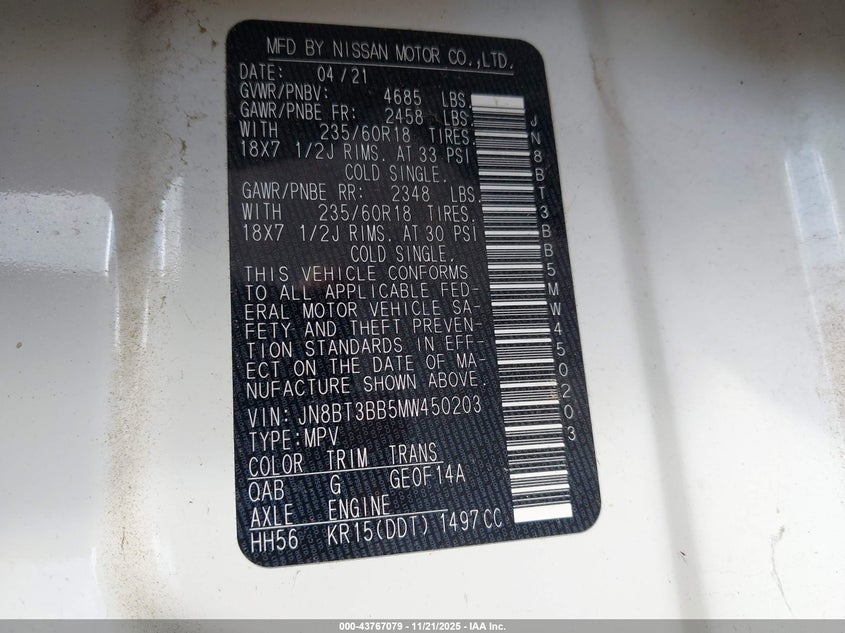 MFD BY NISSAN MOTOR CO.,LTD.
DATE: 04/21
GVWR/PNBV: 4685 LBS.
GAWR/PNBE FR: 2458 LBS.
WITH 235/60R18 TIRES.
18X7 1/2J RIMS. AT 33 PSI
COLD SINGLE.
GAWR/PNBE RR: 2348 LBS.
WITH 235/60R18 TIRES.
18X7 1/2J RIMS. AT 30 PSI
COLD SINGLE.
THIS VEHICLE CONFORMS
TO ALL APPLICABLE FED-
ERAL MOTOR VEHICLE SA-
FETY AND THEFT PREVEN-
TION STANDARDS IN EFF-
ECT ON THE DATE OF MA-
NUFACTURE SHOWN ABOVE.
VIN: JN8BT3BB5MW450203
TYPE:MPV
COLOR TRIM TRANS
QAB G GE0F14A
AXLE ENGINE
HH56 KR15(DDT) 1497CC
JN8BT3BB5MW450203
000-43767079 - 11/21/2025 - IAA Inc.